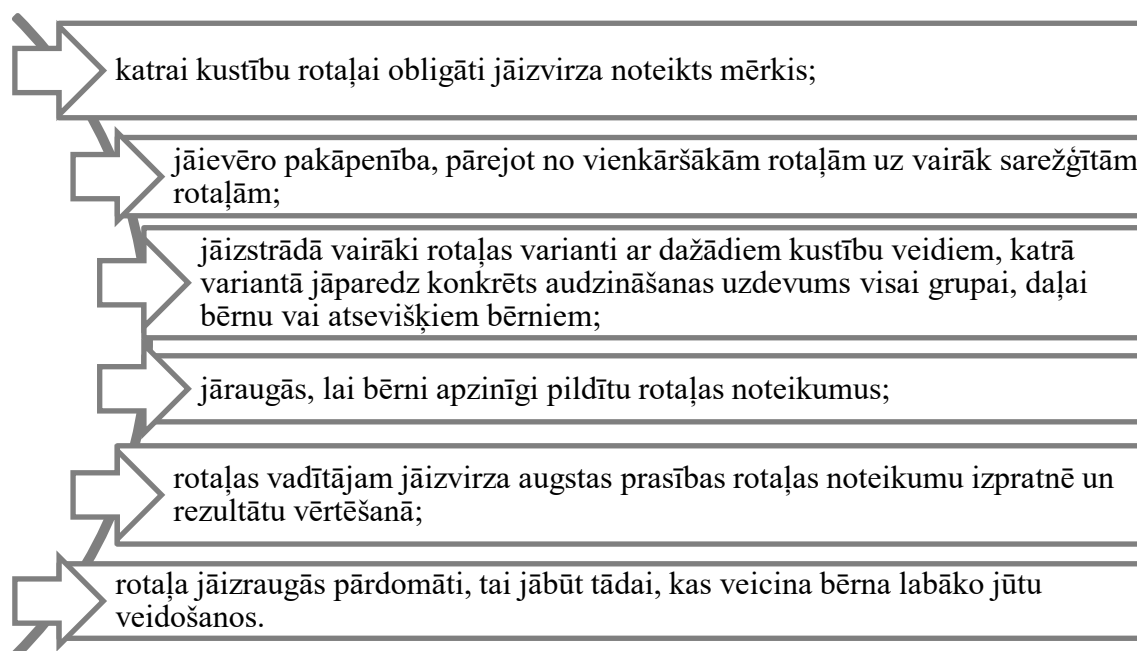 katrai kustību rotaļai obligāti jāizvirza noteikts mērkis;
jāievēro pakāpenība, pārejot no vienkāršākām rotaļām uz vairāk sarežģītām
rotaļām;
jāizstrādā vairāki rotaļas varianti ar dažādiem kustību veidiem, katrā
variantā jāparedz konkrēts audzināšanas uzdevums visai grupai, daļai
bērnu vai atsevišķiem bērniem;
jāraugās, lai bērni apzinīgi pildītu rotaļas noteikumus;
rotaļas vadītājam jāizvirza augstas prasības rotaļas noteikumu izpratnē un
rezultātu vērtēšanā;
rotaļa jāizraugās pārdomāti, tai jābūt tādai, kas veicina bērna labāko jūtu
veidošanos.